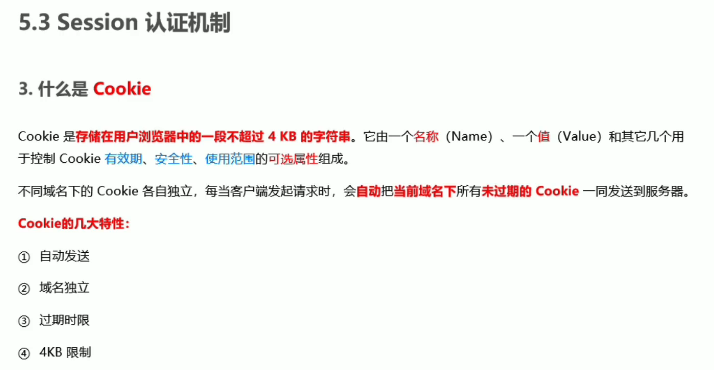 5.3 Session 认证机制
3. 什么是 Cookie
Cookie 是存储在用户浏览器中的一段不超过 4 KB 的字符串。它由一个名称（Name）、一个值（Value）和其它几个用
于控制 Cookie 有效期、安全性、使用范围的可选属性组成。
不同域名下的 Cookie 各自独立，每当客户端发起请求时，会自动把当前域名下所有未过期的 Cookie 一同发送到服务器。
Cookie的几大特性：
① 自动发送
② 域名独立
③ 过期时限
④ 4KB 限制